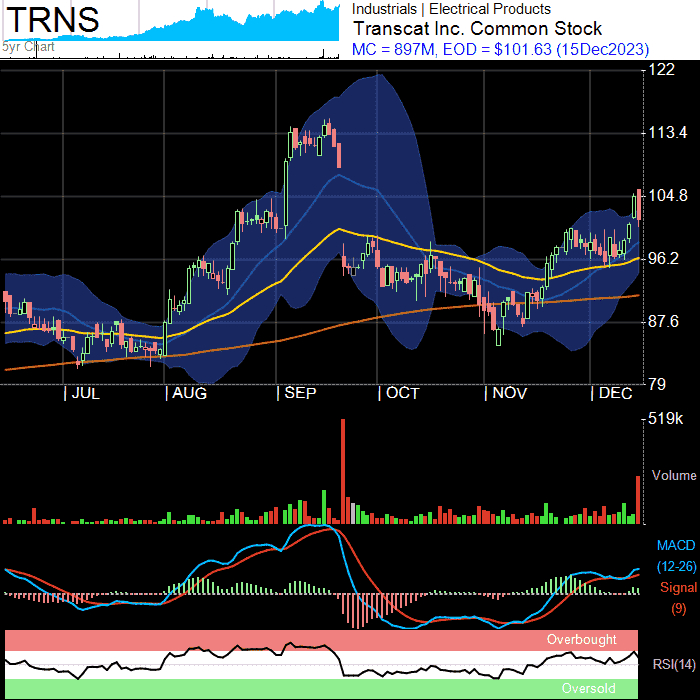 TRNS
Industrials | Electrical Products
Transcat Inc. Common Stock
5yr Chart
MC = 897M, EOD = $101.63 (15Dec2023)
122
113.4
104.8
96.2
87.6
79
| JUL | AUG | SEP | OCT | NOV | DEC
519k
Volume
MACD
(12-26)
Signal
(9)
Overbought
RSI(14)
Oversold